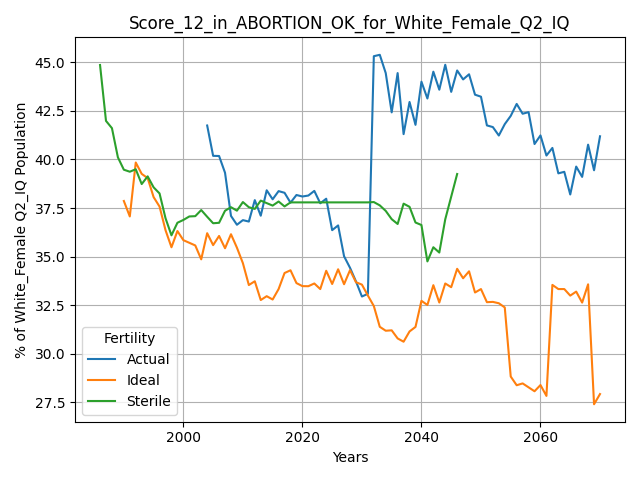 Score_12_in_ABORTION_OK_for_White_Female_Q2_IQ
% of White_Female Q2_IQ Population
45.0
42.5
40.0
37.5
35.0
32.5
30.0
27.5
Fertility
Actual
Ideal
Sterile
2000 2020 2040 2060
Years